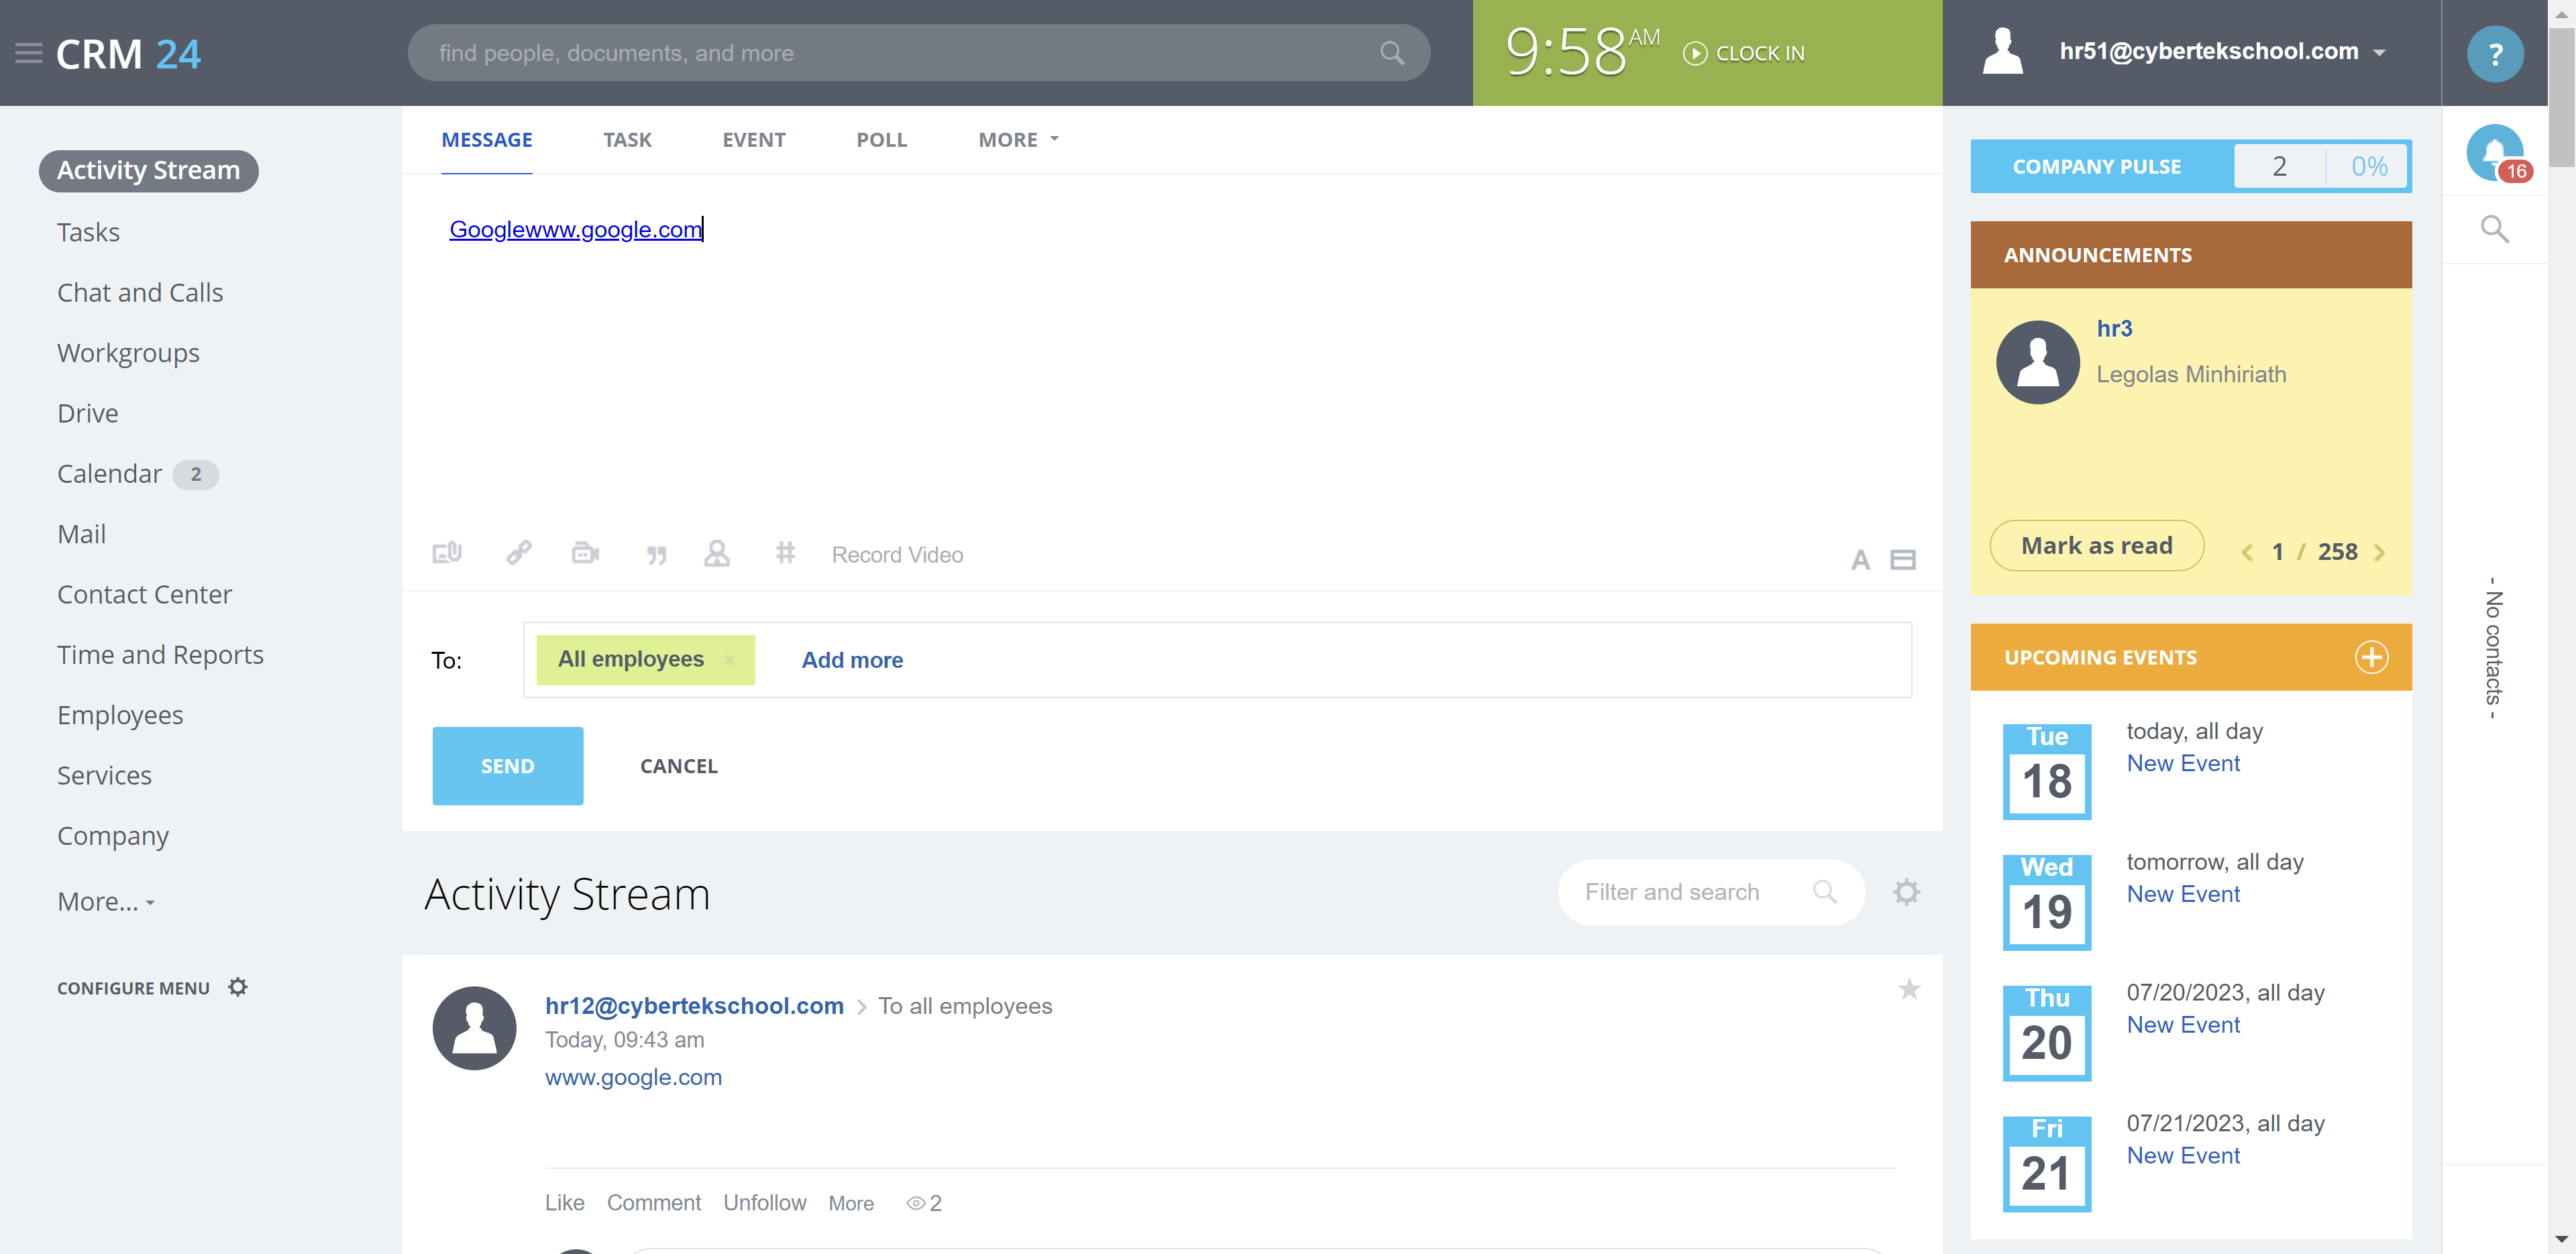 CRM 24
find people, documents, and more
9:58 AM CLOCK IN
hr51@cybertekschool.com
?
Activity Stream
Tasks
Chat and Calls
Workgroups
Drive
Calendar 2
Mail
Contact Center
Time and Reports
Employees
Services
Company
More...
CONFIGURE MENU
MESSAGE TASK EVENT POLL MORE
Googlewww.google.com
Record Video
A
To: All employees × Add more
SEND CANCEL
Activity Stream
Filter and search
hr12@cybertekschool.com To all employees
Today, 09:43 am
www.google.com
Like Comment Unfollow More 2
COMPANY PULSE 2 0%
ANNOUNCEMENTS
hr3
Legolas Minhiriath
Mark as read 1 / 258
UPCOMING EVENTS
Tue
18
today, all day
New Event
Wed
19
tomorrow, all day
New Event
Thu
20
07/20/2023, all day
New Event
Fri
21
07/21/2023, all day
New Event
16
- No contacts -